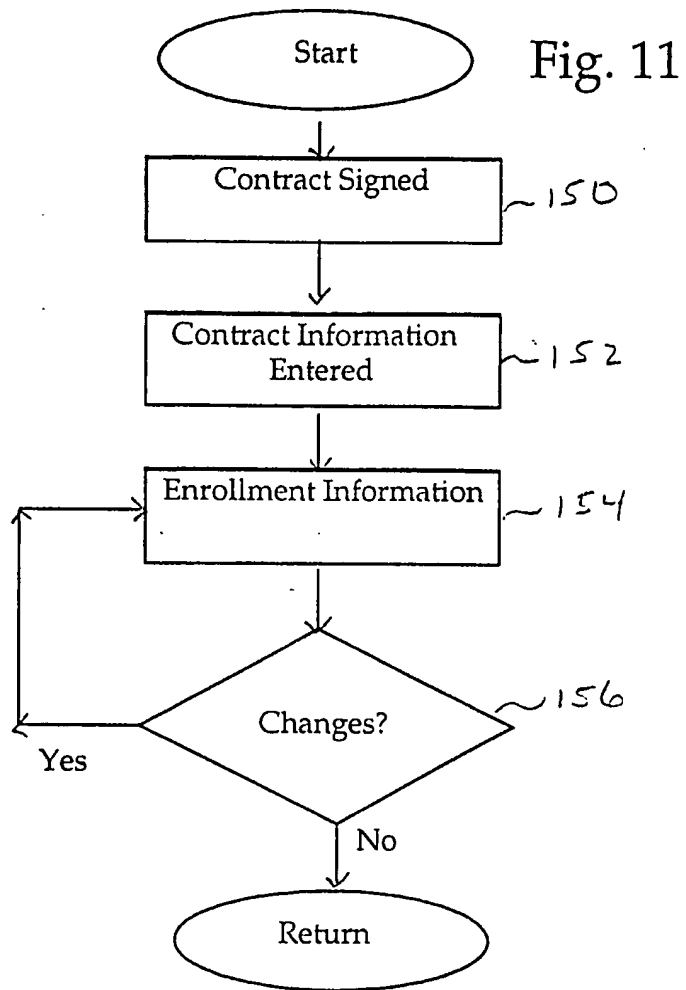 Start
Fig. 11
Contract Signed
150
Contract Information
Entered
152
Enrollment Information
154
Changes?
156
Yes
No
Return